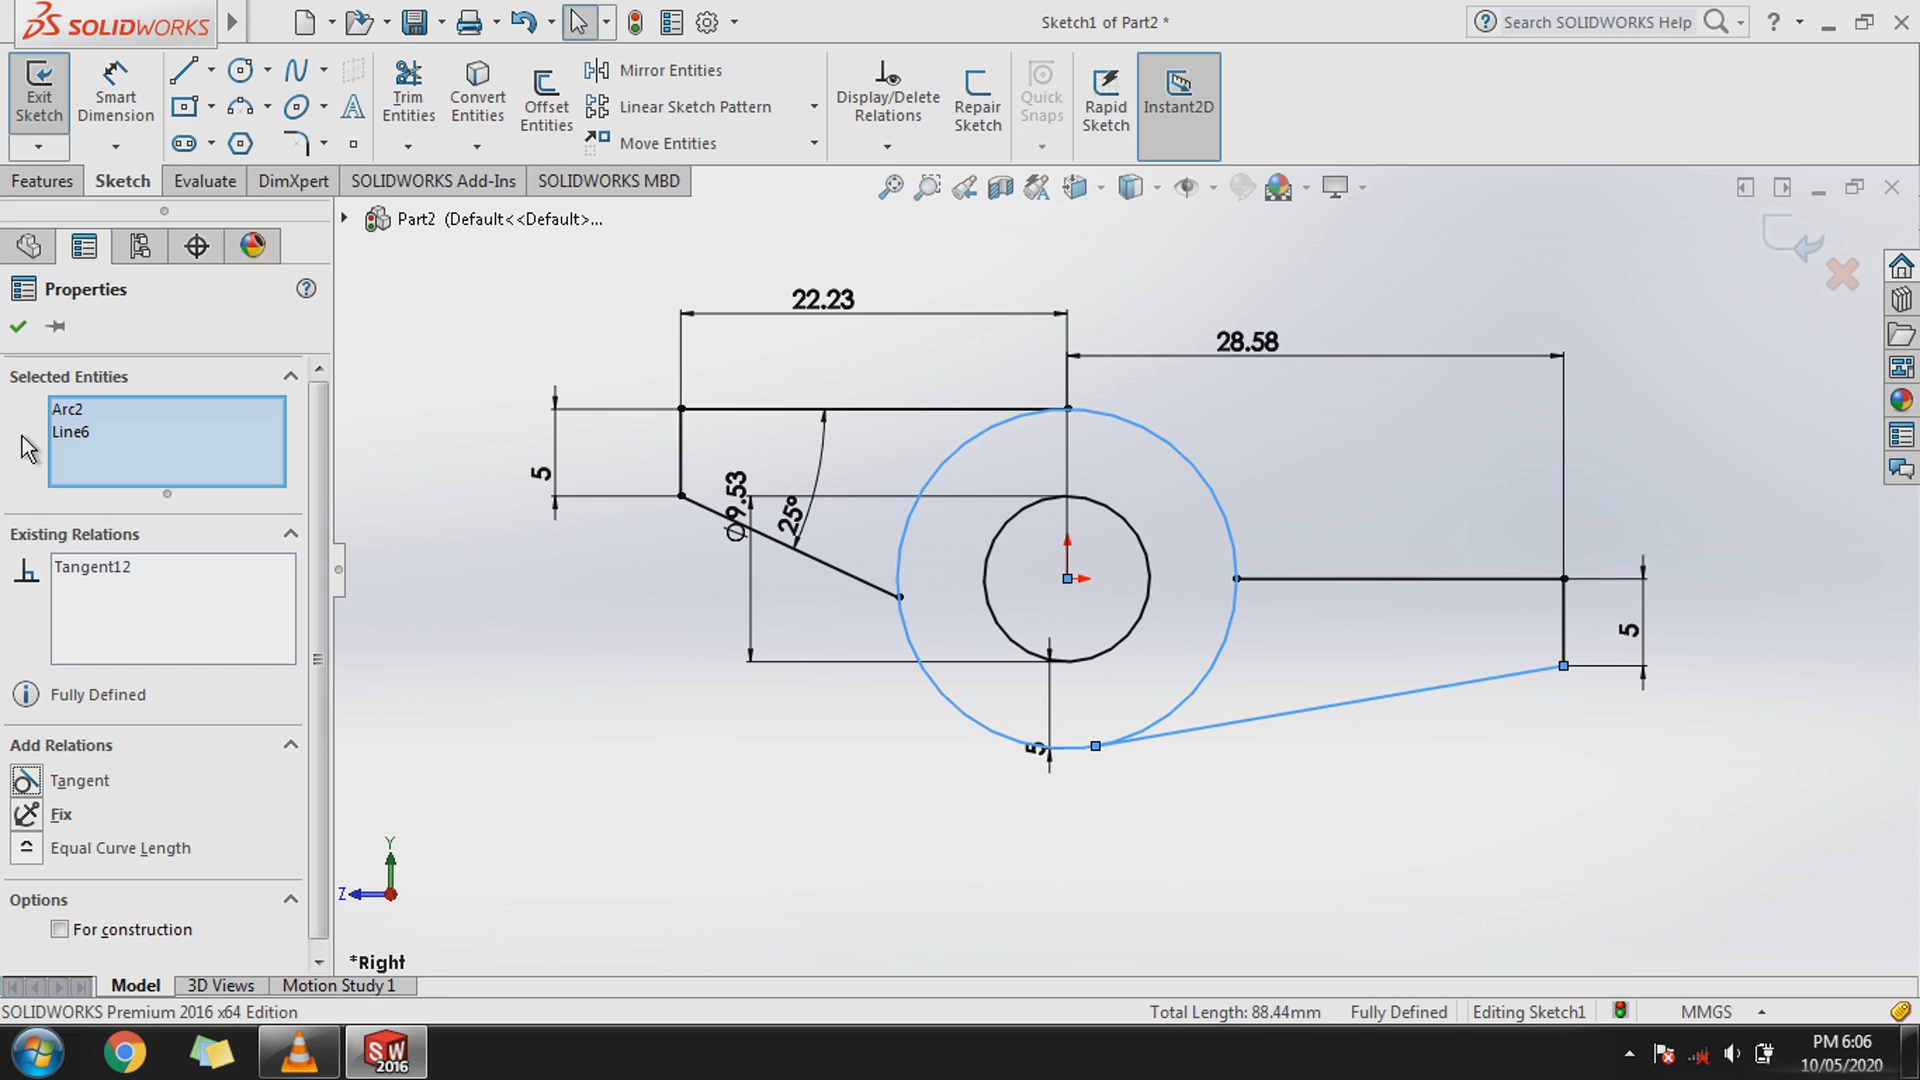 SOLIDWORKS
Sketch1 of Part2 *
Search SOLIDWORKS Help
Exit Sketch
Smart Dimension
Trim Entities
Convert Entities
Offset Entities
Mirror Entities
Linear Sketch Pattern
Move Entities
Display/Delete Relations
Repair Sketch
Quick Snaps
Rapid Sketch
Instant2D
Features
Sketch
Evaluate
DimXpert
SOLIDWORKS Add-Ins
SOLIDWORKS MBD
Part2 (Default<<Default>...
Properties
Selected Entities
Arc2
Line6
Existing Relations
Tangent12
Fully Defined
Add Relations
Tangent
Fix
Equal Curve Length
Options
For construction
22.23
28.58
5
Ø9.53
25°
5
5
Y
Z
*Right
Model
3D Views
Motion Study 1
SOLIDWORKS Premium 2016 x64 Edition
Total Length: 88.44mm
Fully Defined
Editing Sketch1
MMGS
SW
2016
PM 6:06
10/05/2020